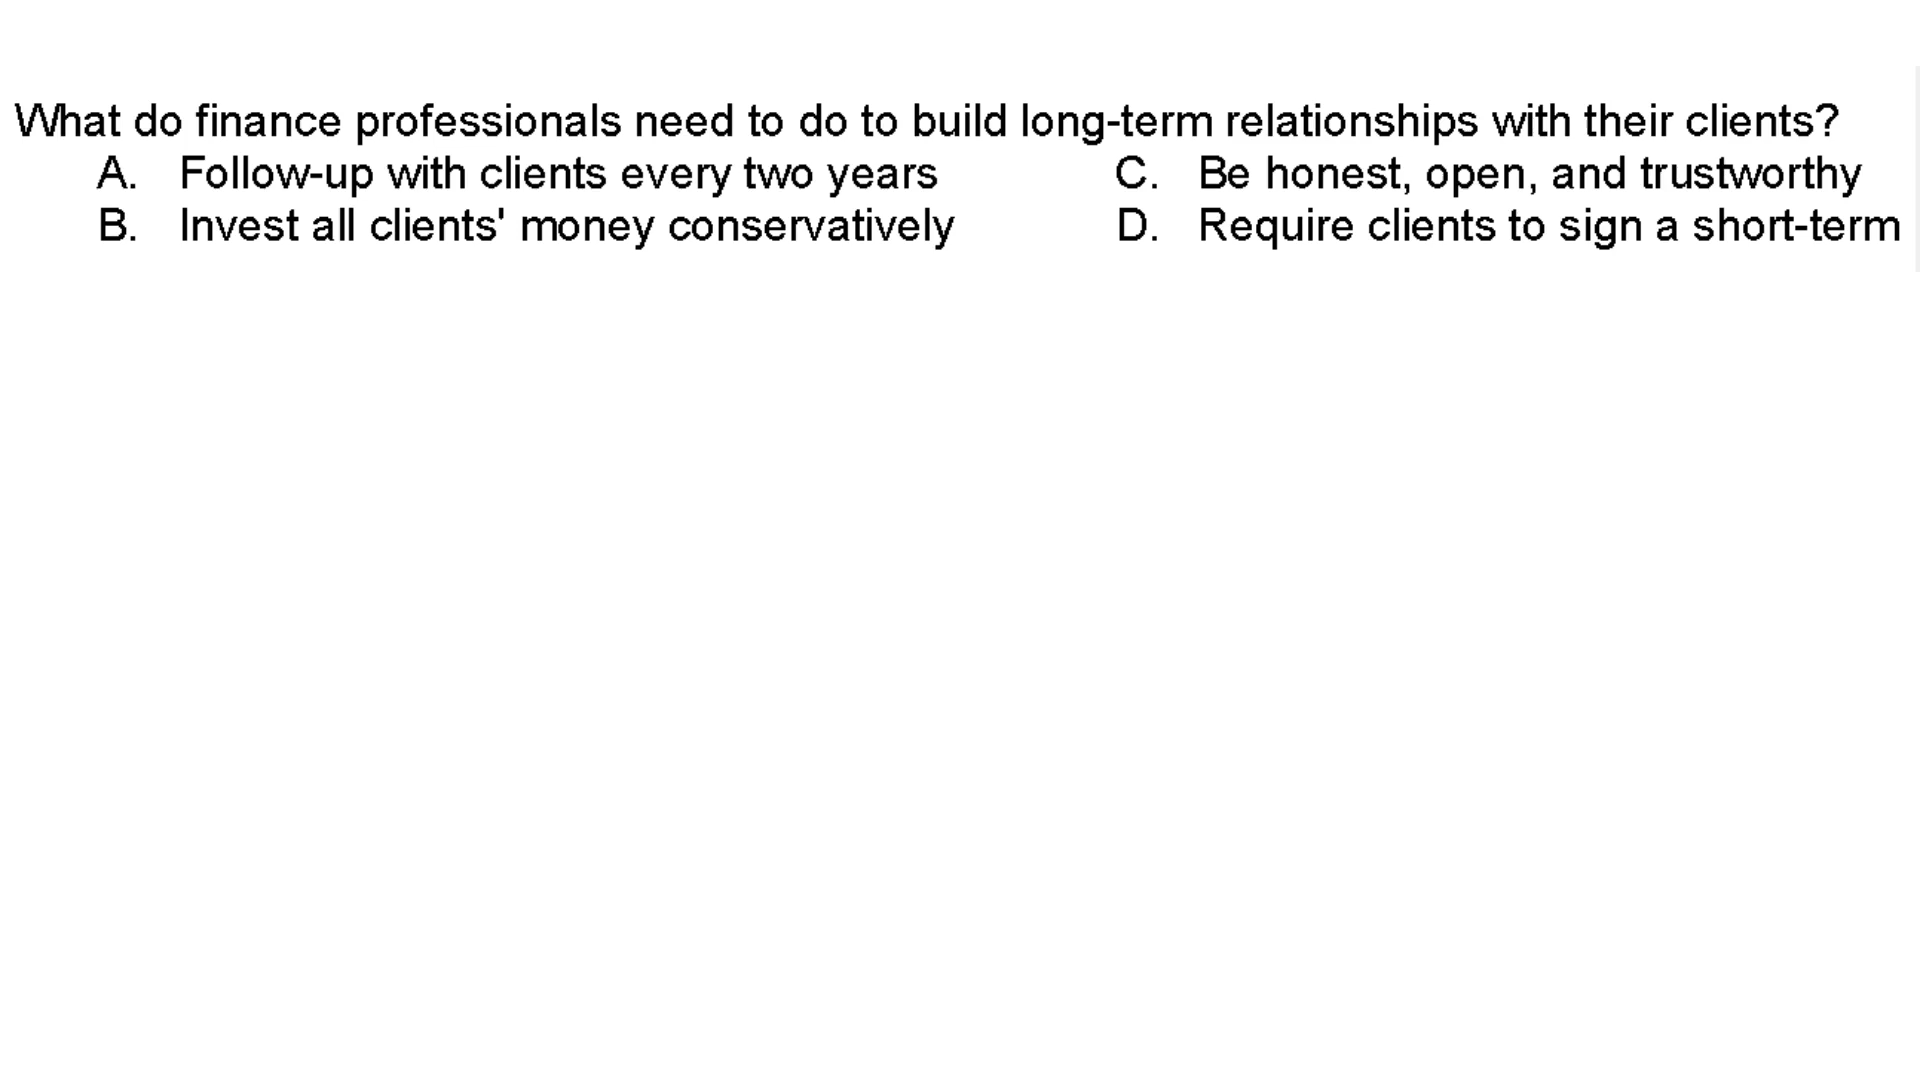 What do finance professionals need to do to build long-term relationships with their clients?
A. Follow-up with clients every two years C. Be honest, open, and trustworthy
B. Invest all clients' money conservatively D. Require clients to sign a short-term